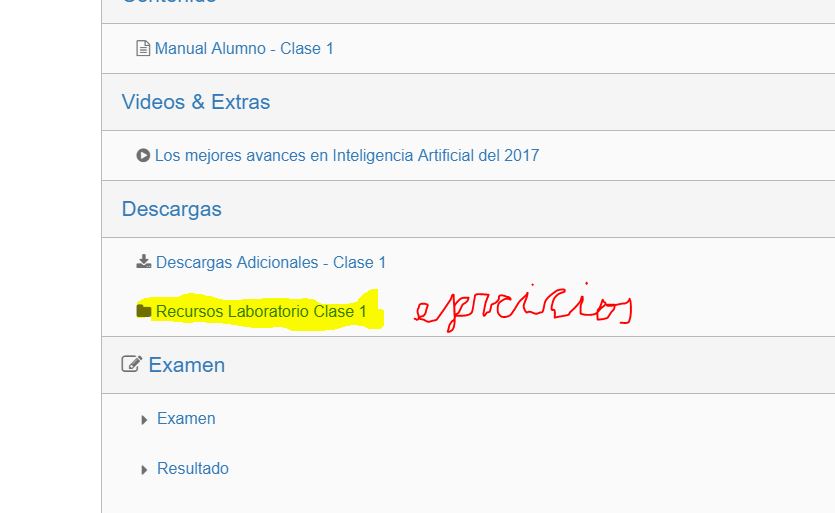 Contenido
Manual Alumno - Clase 1
Videos & Extras
Los mejores avances en Inteligencia Artificial del 2017
Descargas
Descargas Adicionales - Clase 1
Recursos Laboratorio Clase 1 ejercicios
Examen
Examen
Resultado